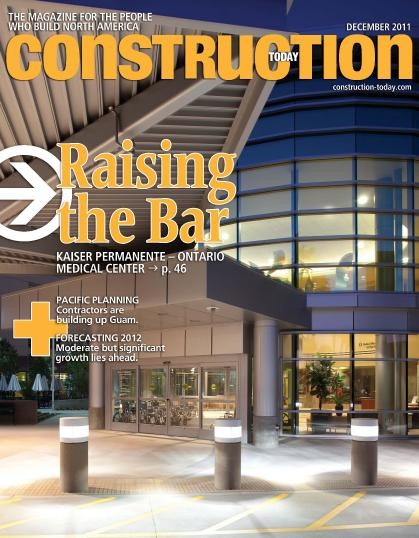 THE MAGAZINE FOR THE PEOPLE
WHO BUILD NORTH AMERICA
DECEMBER 2011
CONSTRUCTION
TODAY
construction-today.com
Raising
the Bar
KAISER PERMANENTE – ONTARIO
MEDICAL CENTER → p. 46
PACIFIC PLANNING
Contractors are
building up Guam.
FORECASTING 2012
Moderate but significant
growth lies ahead.